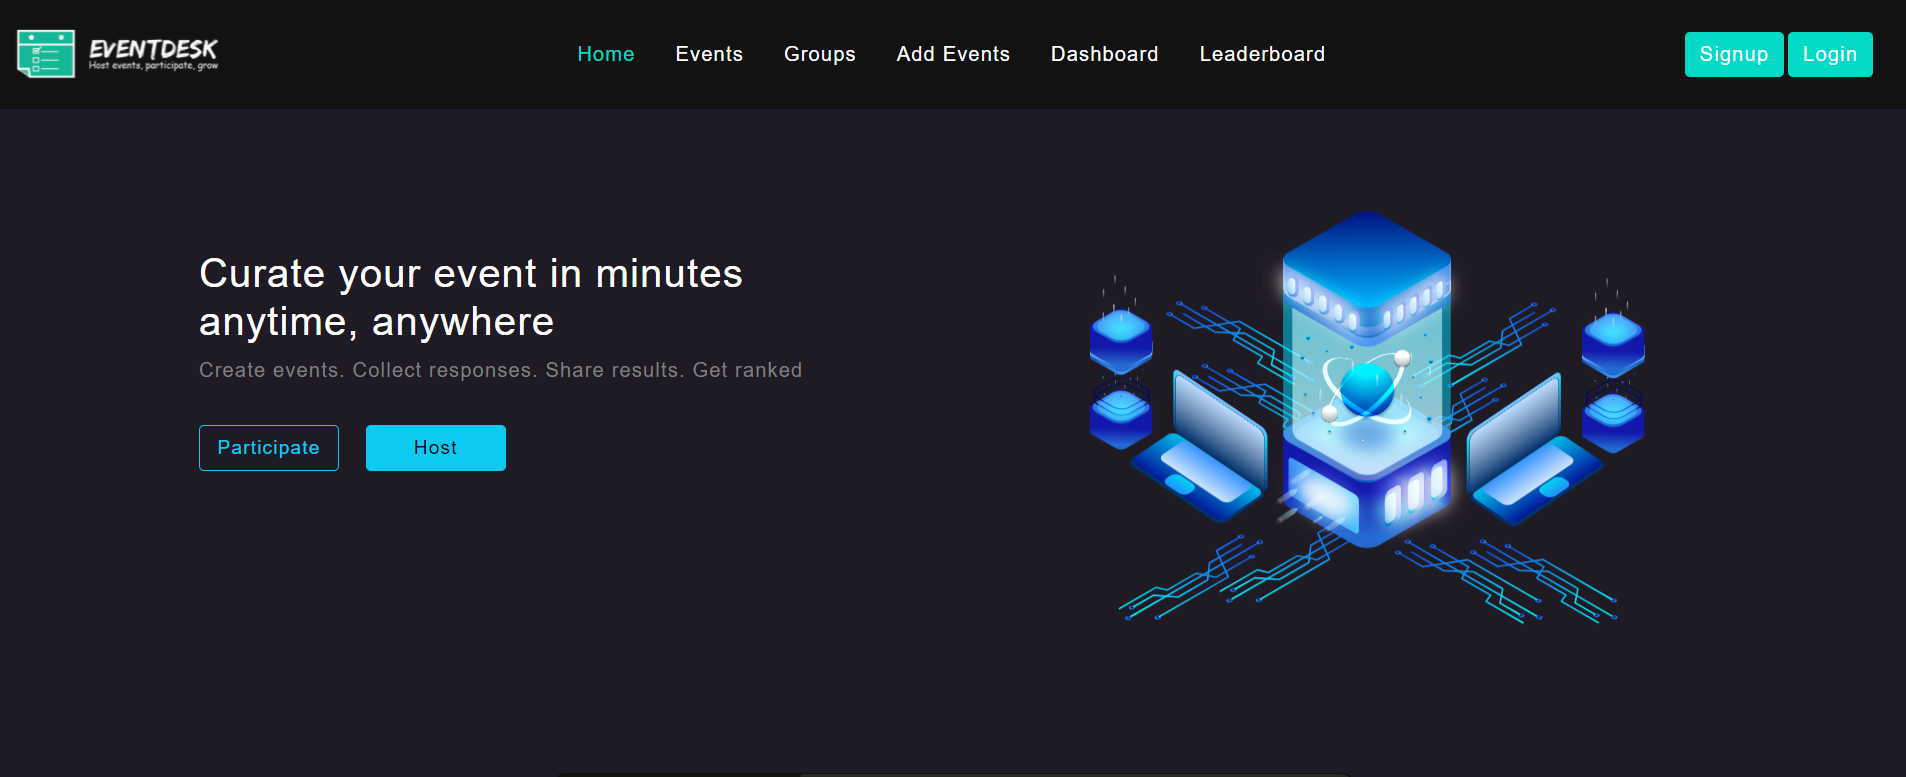 EVENTDESK
Host events, participate, grow
Home Events Groups Add Events Dashboard Leaderboard
Signup Login
Curate your event in minutes
anytime, anywhere
Create events. Collect responses. Share results. Get ranked
Participate Host